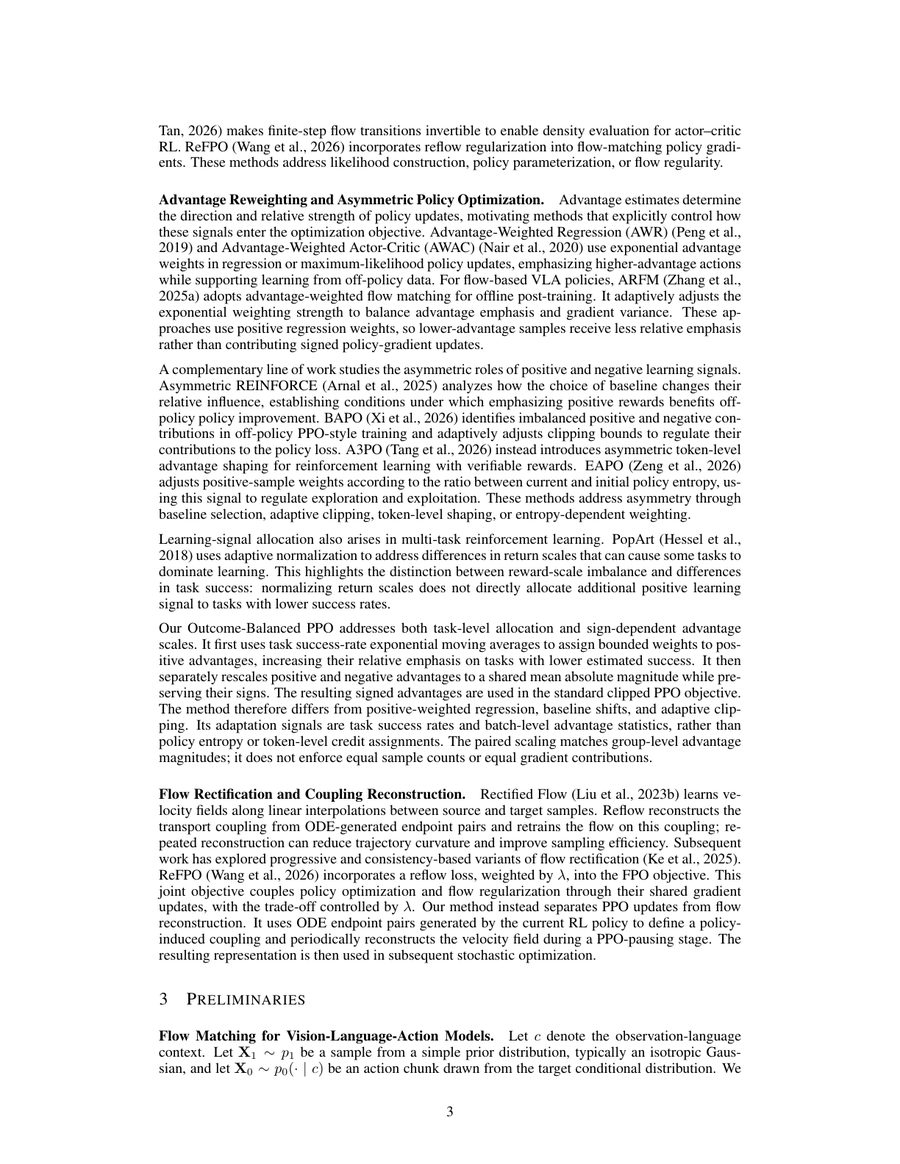 Tan, 2026) makes finite-step flow transitions invertible to enable density evaluation for actor–critic
RL. ReFPO (Wang et al., 2026) incorporates reflow regularization into flow-matching policy gradi-
ents. These methods address likelihood construction, policy parameterization, or flow regularity.
Advantage Reweighting and Asymmetric Policy Optimization. Advantage estimates determine
the direction and relative strength of policy updates, motivating methods that explicitly control how
these signals enter the optimization objective. Advantage-Weighted Regression (AWR) (Peng et al.,
2019) and Advantage-Weighted Actor-Critic (AWAC) (Nair et al., 2020) use exponential advantage
weights in regression or maximum-likelihood policy updates, emphasizing higher-advantage actions
while supporting learning from off-policy data. For flow-based VLA policies, ARFM (Zhang et al.,
2025a) adopts advantage-weighted flow matching for offline post-training. It adaptively adjusts the
exponential weighting strength to balance advantage emphasis and gradient variance. These ap-
proaches use positive regression weights, so lower-advantage samples receive less relative emphasis
rather than contributing signed policy-gradient updates.
A complementary line of work studies the asymmetric roles of positive and negative learning signals.
Asymmetric REINFORCE (Arnal et al., 2025) analyzes how the choice of baseline changes their
relative influence, establishing conditions under which emphasizing positive rewards benefits off-
policy policy improvement. BAPO (Xi et al., 2026) identifies imbalanced positive and negative con-
tributions in off-policy PPO-style training and adaptively adjusts clipping bounds to regulate their
contributions to the policy loss. A3PO (Tang et al., 2026) instead introduces asymmetric token-level
advantage shaping for reinforcement learning with verifiable rewards. EAPO (Zeng et al., 2026)
adjusts positive-sample weights according to the ratio between current and initial policy entropy, us-
ing this signal to regulate exploration and exploitation. These methods address asymmetry through
baseline selection, adaptive clipping, token-level shaping, or entropy-dependent weighting.
Learning-signal allocation also arises in multi-task reinforcement learning. PopArt (Hessel et al.,
2018) uses adaptive normalization to address differences in return scales that can cause some tasks to
dominate learning. This highlights the distinction between reward-scale imbalance and differences
in task success: normalizing return scales does not directly allocate additional positive learning
signal to tasks with lower success rates.
Our Outcome-Balanced PPO addresses both task-level allocation and sign-dependent advantage
scales. It first uses task success-rate exponential moving averages to assign bounded weights to pos-
itive advantages, increasing their relative emphasis on tasks with lower estimated success. It then
separately rescales positive and negative advantages to a shared mean absolute magnitude while pre-
serving their signs. The resulting signed advantages are used in the standard clipped PPO objective.
The method therefore differs from positive-weighted regression, baseline shifts, and adaptive clip-
ping. Its adaptation signals are task success rates and batch-level advantage statistics, rather than
policy entropy or token-level credit assignments. The paired scaling matches group-level advantage
magnitudes; it does not enforce equal sample counts or equal gradient contributions.
Flow Rectification and Coupling Reconstruction. Rectified Flow (Liu et al., 2023b) learns ve-
locity fields along linear interpolations between source and target samples. Reflow reconstructs the
transport coupling from ODE-generated endpoint pairs and retrains the flow on this coupling; re-
peated reconstruction can reduce trajectory curvature and improve sampling efficiency. Subsequent
work has explored progressive and consistency-based variants of flow rectification (Ke et al., 2025).
ReFPO (Wang et al., 2026) incorporates a reflow loss, weighted by λ, into the FPO objective. This
joint objective couples policy optimization and flow regularization through their shared gradient
updates, with the trade-off controlled by λ. Our method instead separates PPO updates from flow
reconstruction. It uses ODE endpoint pairs generated by the current RL policy to define a policy-
induced coupling and periodically reconstructs the velocity field during a PPO-pausing stage. The
resulting representation is then used in subsequent stochastic optimization.
3 PRELIMINARIES
Flow Matching for Vision-Language-Action Models. Let c denote the observation-language
context. Let X₁ ∼ p₁ be a sample from a simple prior distribution, typically an isotropic Gaus-
sian, and let X₀ ∼ p₀(· | c) be an action chunk drawn from the target conditional distribution. We
3